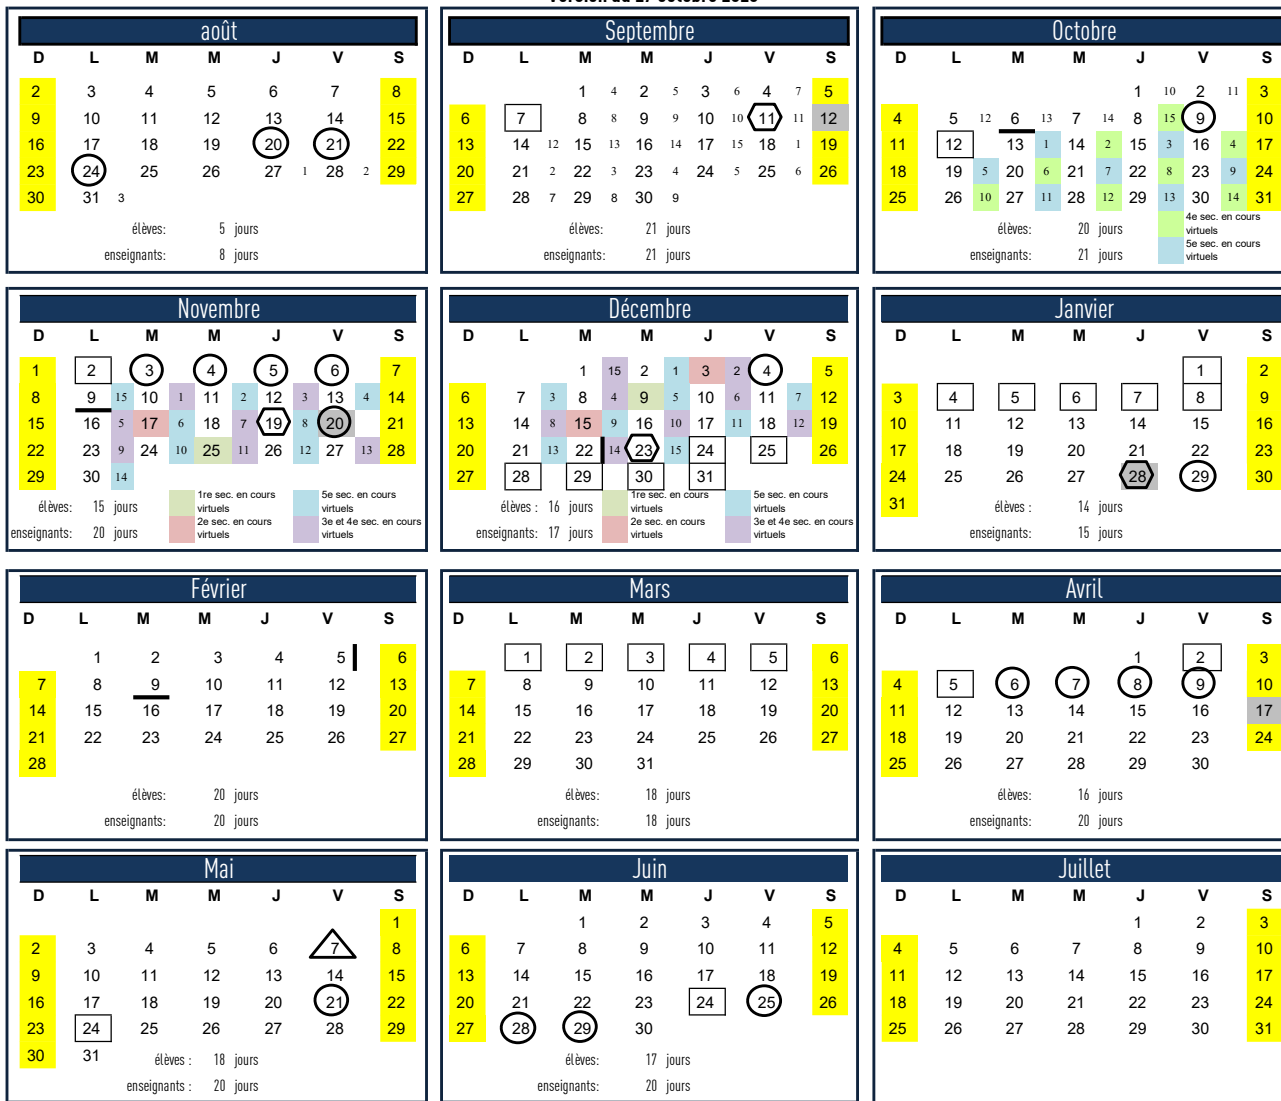 Version du 27 octobre 2020
août
D L M M J V S
2 3 4 5 6 7 8
9 10 11 12 13 14 15
16 17 18 19 20 21 22
23 24 25 26 27 1 28 2 29
30 31 3
élèves: 5 jours
enseignants: 8 jours
Septembre
D L M M J V S
1 4 2 5 3 6 4 7 5
6 7 8 8 9 9 10 10 11 11 12
13 14 12 15 13 16 14 17 15 18 1 19
20 21 2 22 3 23 4 24 5 25 6 26
27 28 7 29 8 30 9
élèves: 21 jours
enseignants: 21 jours
Octobre
D L M M J V S
1 10 2 11 3
4 5 12 6 13 7 14 8 15 9 10
11 12 13 1 14 2 15 3 16 4 17
18 19 5 20 6 21 7 22 8 23 9 24
25 26 10 27 11 28 12 29 13 30 14 31
élèves: 20 jours
enseignants: 21 jours
4e sec. en cours
virtuels
5e sec. en cours
virtuels
Novembre
D L M M J V S
1 2 3 4 5 6 7
8 9 15 10 1 11 2 12 3 13 4 14
15 16 5 17 6 18 7 19 8 20 21
22 23 9 24 10 25 11 26 12 27 13 28
29 30 14
élèves: 15 jours
enseignants: 20 jours
1re sec. en cours
virtuels
2e sec. en cours
virtuels
5e sec. en cours
virtuels
3e et 4e sec. en cours
virtuels
Décembre
D L M M J V S
1 15 2 1 3 2 4 5
6 7 3 8 4 9 5 10 6 11 7 12
13 14 8 15 9 16 10 17 11 18 12 19
20 21 13 22 14 23 15 24 25 26
27 28 29 30 31
élèves : 16 jours
enseignants: 17 jours
1re sec. en cours
virtuels
2e sec. en cours
virtuels
5e sec. en cours
virtuels
3e et 4e sec. en cours
virtuels
Janvier
D L M M J V S
1 2
3 4 5 6 7 8 9
10 11 12 13 14 15 16
17 18 19 20 21 22 23
24 25 26 27 28 29 30
31
élèves : 14 jours
enseignants: 15 jours
Février
D L M M J V S
1 2 3 4 5 6
7 8 9 10 11 12 13
14 15 16 17 18 19 20
21 22 23 24 25 26 27
28
élèves: 20 jours
enseignants: 20 jours
Mars
D L M M J V S
1 2 3 4 5 6
7 8 9 10 11 12 13
14 15 16 17 18 19 20
21 22 23 24 25 26 27
28 29 30 31
élèves: 18 jours
enseignants: 18 jours
Avril
D L M M J V S
1 2 3
4 5 6 7 8 9 10
11 12 13 14 15 16 17
18 19 20 21 22 23 24
25 26 27 28 29 30
élèves: 16 jours
enseignants: 20 jours
Mai
D L M M J V S
1
2 3 4 5 6 7 8
9 10 11 12 13 14 15
16 17 18 19 20 21 22
23 24 25 26 27 28 29
30 31
élèves : 18 jours
enseignants : 20 jours
Juin
D L M M J V S
1 2 3 4 5
6 7 8 9 10 11 12
13 14 15 16 17 18 19
20 21 22 23 24 25 26
27 28 29 30
élèves: 17 jours
enseignants: 20 jours
Juillet
D L M M J V S
1 2 3
4 5 6 7 8 9 10
11 12 13 14 15 16 17
18 19 20 21 22 23 24
25 26 27 28 29 30 31